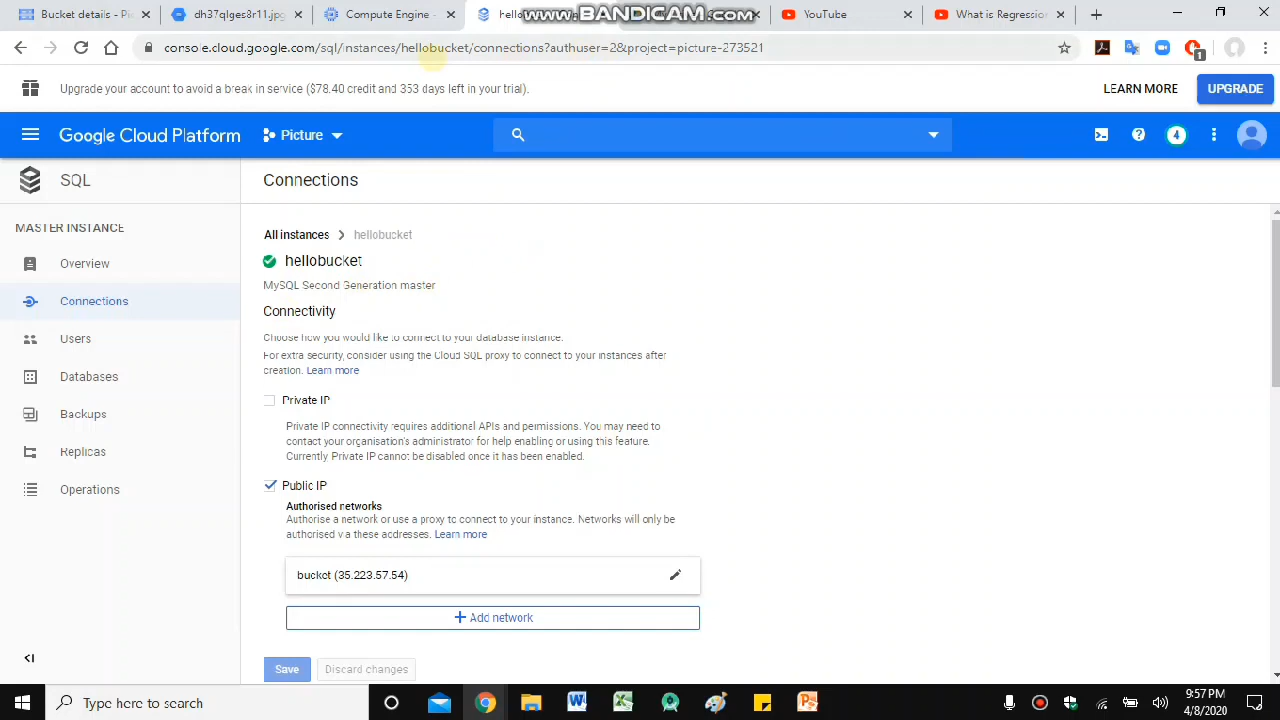 Bucket details - Pic
dh37qlgee3r11.jpg
Compute Engine -
hello
www.BANDICAM.com
YouTube
What is Regression
console.cloud.google.com/sql/instances/hellobucket/connections?authuser=2&project=picture-273521
1
Upgrade your account to avoid a break in service ($78.40 credit and 353 days left in your trial).
LEARN MORE
UPGRADE
Google Cloud Platform
Picture
4
SQL
Connections
MASTER INSTANCE
Overview
Connections
Users
Databases
Backups
Replicas
Operations
All instances > hellobucket
hellobucket
MySQL Second Generation master
Connectivity
Choose how you would like to connect to your database instance.
For extra security, consider using the Cloud SQL proxy to connect to your instances after
creation. Learn more
Private IP
Private IP connectivity requires additional APIs and permissions. You may need to
contact your organisation's administrator for help enabling or using this feature.
Currently Private IP cannot be disabled once it has been enabled.
Public IP
Authorised networks
Authorise a network or use a proxy to connect to your instance. Networks will only be
authorised via these addresses. Learn more
bucket (35.223.57.54)
+ Add network
Save
Discard changes
Type here to search
9:57 PM
4/8/2020